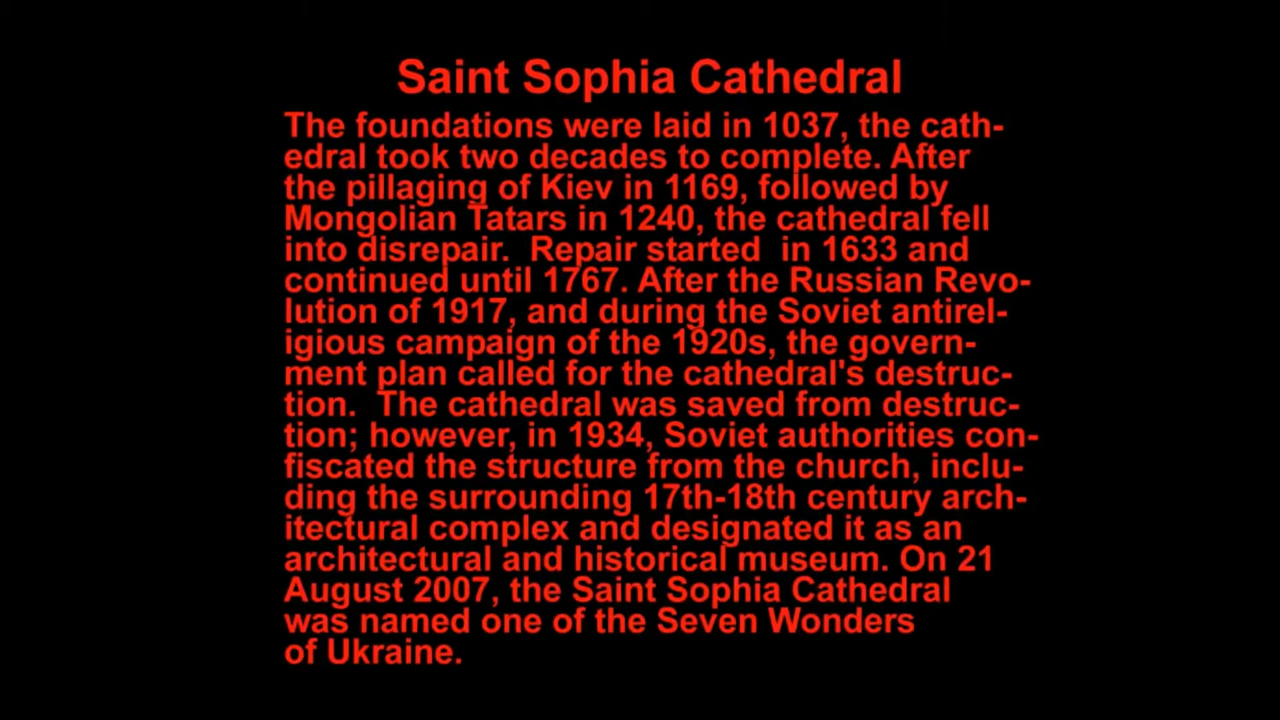 Saint Sophia Cathedral
The foundations were laid in 1037, the cath-
edral took two decades to complete. After
the pillaging of Kiev in 1169, followed by
Mongolian Tatars in 1240, the cathedral fell
into disrepair.  Repair started  in 1633 and
continued until 1767. After the Russian Revo-
lution of 1917, and during the Soviet antirel-
igious campaign of the 1920s, the govern-
ment plan called for the cathedral's destruc-
tion.  The cathedral was saved from destruc-
tion; however, in 1934, Soviet authorities con-
fiscated the structure from the church, inclu-
ding the surrounding 17th-18th century arch-
itectural complex and designated it as an
architectural and historical museum. On 21
August 2007, the Saint Sophia Cathedral
was named one of the Seven Wonders
of Ukraine.